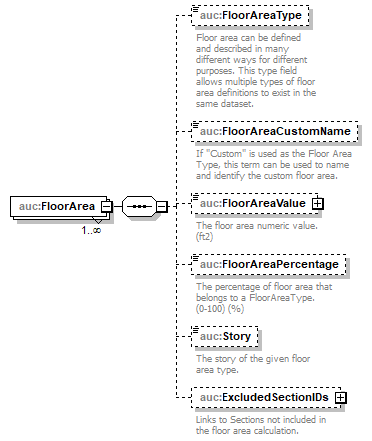 auc:FloorAreaType
Floor area can be defined
and described in many
different ways for different
purposes. This type field
allows multiple types of floor
area definitions to exist in the
same dataset.
auc:FloorAreaCustomName
If "Custom" is used as the Floor Area
Type, this term can be used to name
and identify the custom floor area.
auc:FloorArea
1..∞
auc:FloorAreaValue
The floor area numeric value.
(ft2)
auc:FloorAreaPercentage
The percentage of floor area that
belongs to a FloorAreaType.
(0-100) (%)
auc:Story
The story of the given floor
area type.
auc:ExcludedSectionIDs
Links to Sections not included in
the floor area calculation.